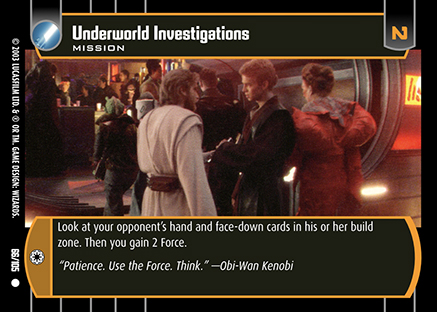 Underworld Investigations
MISSION
N
Look at your opponent's hand and face-down cards in his or her build
zone. Then you gain 2 Force.
"Patience. Use the Force. Think." —Obi-Wan Kenobi
© 2003 LUCASFILM LTD. & ® OR TM. GAME DESIGN: WIZARDS.
66/105